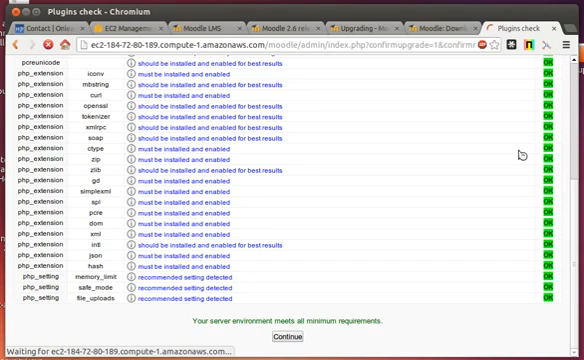 Plugins check - Chromium
Contact | Onlin
EC2 Managem
Moodle LMS
Moodle 2.6 rele
Upgrading - Mo
Moodle: Downl
Plugins check
ec2-184-72-80-189.compute-1.amazonaws.com/moodle/admin/index.php?confirmupgrade=1&confirmr
pcreunicode should be installed and enabled for best results OK
php_extension iconv must be installed and enabled OK
php_extension mbstring should be installed and enabled for best results OK
php_extension curl must be installed and enabled OK
php_extension openssl should be installed and enabled for best results OK
php_extension tokenizer should be installed and enabled for best results OK
php_extension xmlrpc should be installed and enabled for best results OK
php_extension soap should be installed and enabled for best results OK
php_extension ctype must be installed and enabled OK
php_extension zip must be installed and enabled OK
php_extension zlib should be installed and enabled for best results OK
php_extension gd must be installed and enabled OK
php_extension simplexml must be installed and enabled OK
php_extension spl must be installed and enabled OK
php_extension pcre must be installed and enabled OK
php_extension dom must be installed and enabled OK
php_extension xml must be installed and enabled OK
php_extension intl should be installed and enabled for best results OK
php_extension json must be installed and enabled OK
php_extension hash must be installed and enabled OK
php_setting memory_limit recommended setting detected OK
php_setting safe_mode recommended setting detected OK
php_setting file_uploads recommended setting detected OK
Your server environment meets all minimum requirements.
Continue
Waiting for ec2-184-72-80-189.compute-1.amazonaws.com...